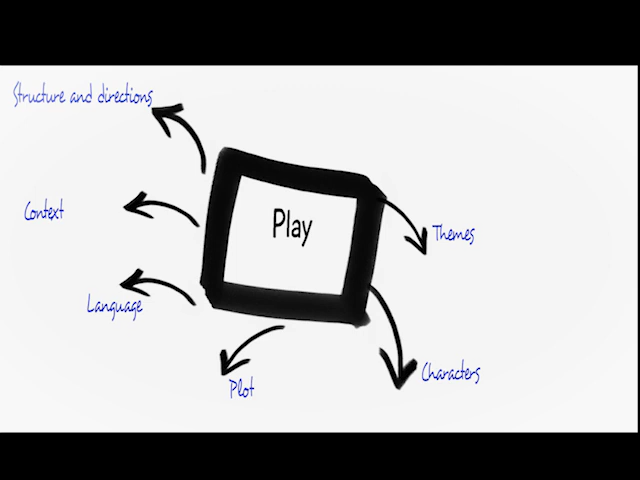 Structure and directions
Context
Play
Themes
Language
Characters
Plot